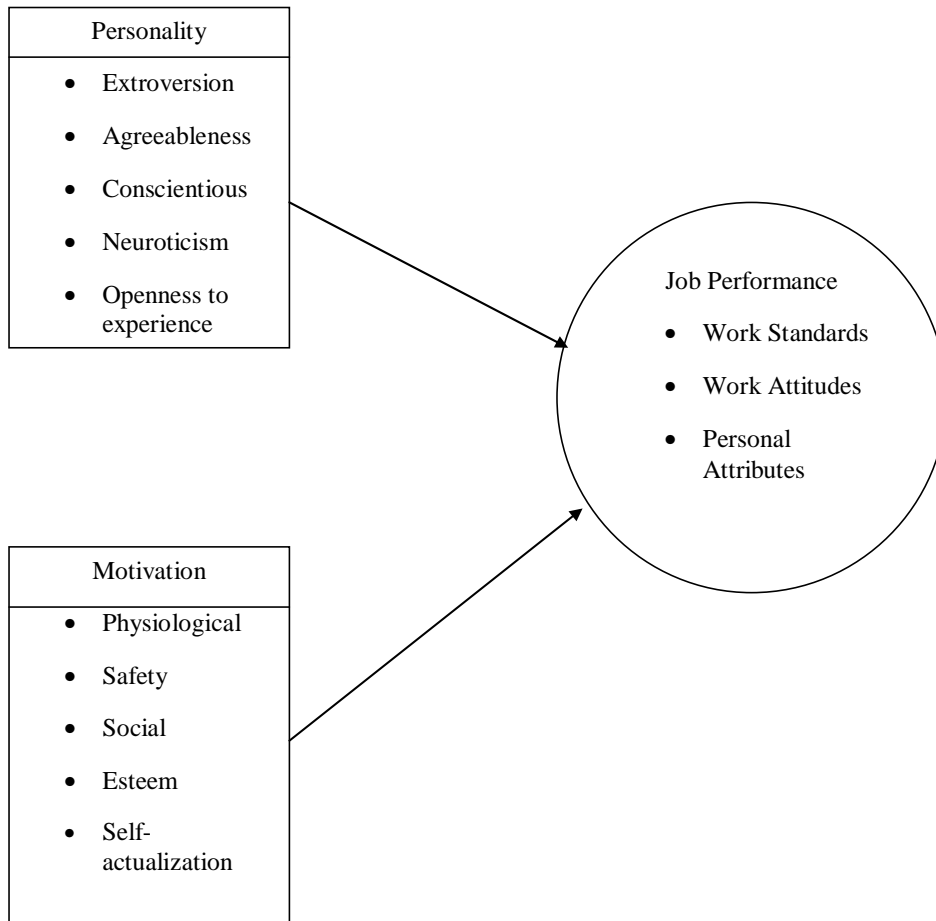 Personality
• Extroversion
• Agreeableness
• Conscientious
• Neuroticism
• Openness to
experience
Job Performance
• Work Standards
• Work Attitudes
• Personal
Attributes
Motivation
• Physiological
• Safety
• Social
• Esteem
• Self-
actualization